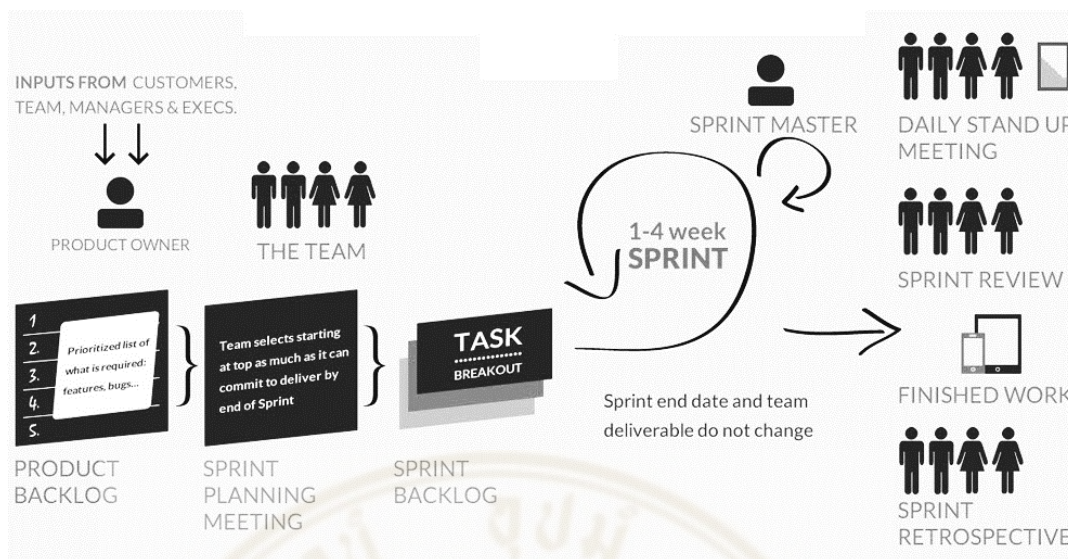 INPUTS FROM CUSTOMERS,
TEAM, MANAGERS & EXECS.
PRODUCT OWNER
THE TEAM
1
2.
3.
4.
5.
Prioritized list of
what is required:
features, bugs...
PRODUCT
BACKLOG
Team selects starting
at top as much as it can
commit to deliver by
end of Sprint
SPRINT
PLANNING
MEETING
TASK
BREAKOUT
SPRINT
BACKLOG
1-4 week
SPRINT
SPRINT MASTER
Sprint end date and team
deliverable do not change
DAILY STAND UP
MEETING
SPRINT REVIEW
FINISHED WORK
SPRINT
RETROSPECTIVE